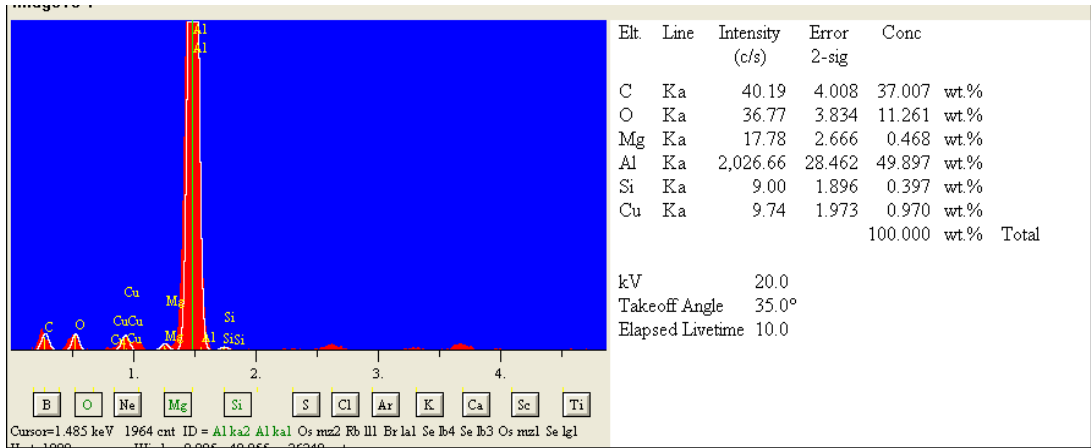 Al
Al
Cu
Mg
Si
C O CuCu
Cu Cu Mg Al SiSi
1. 2. 3. 4.
B O Ne Mg Si S Cl Ar K Ca Sc Ti
Cursor=1.485 keV 1964 cnt ID = Al ka2 Al ka1 Os mz2 Rb ll1 Br la1 Se lb4 Se lb3 Os mz1 Se lg1
Elt. Line Intensity Error Conc
(c/s) 2-sig
C Ka 40.19 4.008 37.007 wt.%
O Ka 36.77 3.834 11.261 wt.%
Mg Ka 17.78 2.666 0.468 wt.%
Al Ka 2,026.66 28.462 49.897 wt.%
Si Ka 9.00 1.896 0.397 wt.%
Cu Ka 9.74 1.973 0.970 wt.%
100.000 wt.% Total
kV 20.0
Takeoff Angle 35.0°
Elapsed Livetime 10.0